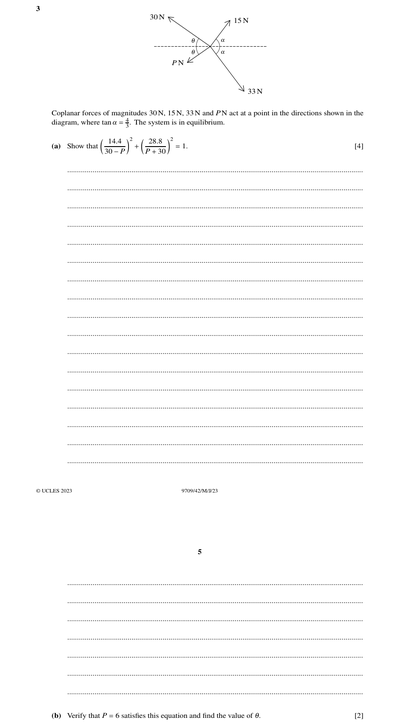 3
30 N
15 N
θ
α
θ
α
P N
33 N
Coplanar forces of magnitudes 30 N, 15 N, 33 N and P N act at a point in the directions shown in the
diagram, where tan α = 4/3. The system is in equilibrium.
(a) Show that (14.4/(30 − P))² + (28.8/(P + 30))² = 1. [4]
© UCLES 2023 9709/42/M/J/23
5
(b) Verify that P = 6 satisfies this equation and find the value of θ. [2]